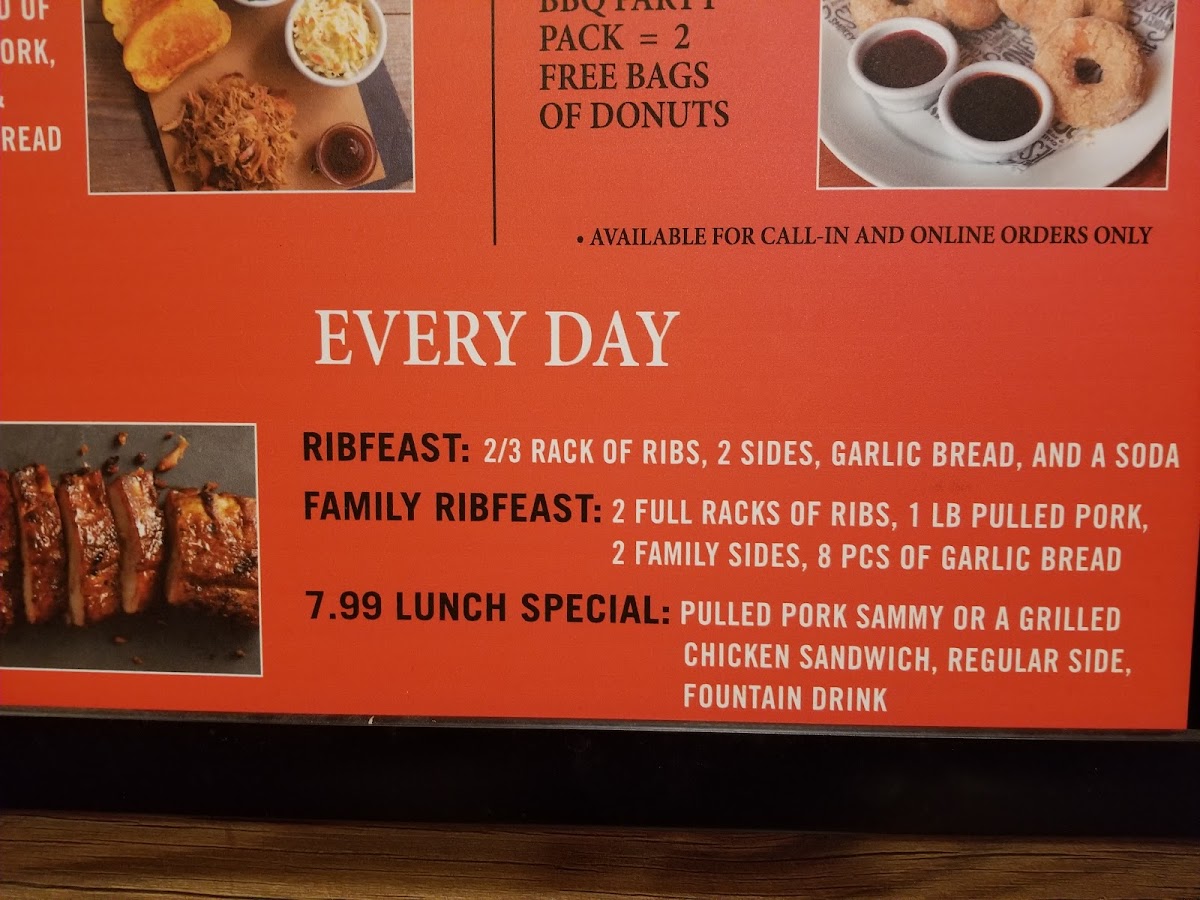 OF
ORK,
&
READ
BBQ PARTY
PACK = 2
FREE BAGS
OF DONUTS
• AVAILABLE FOR CALL-IN AND ONLINE ORDERS ONLY
EVERY DAY
RIBFEAST: 2/3 RACK OF RIBS, 2 SIDES, GARLIC BREAD, AND A SODA
FAMILY RIBFEAST: 2 FULL RACKS OF RIBS, 1 LB PULLED PORK,
2 FAMILY SIDES, 8 PCS OF GARLIC BREAD
7.99 LUNCH SPECIAL: PULLED PORK SAMMY OR A GRILLED
CHICKEN SANDWICH, REGULAR SIDE,
FOUNTAIN DRINK